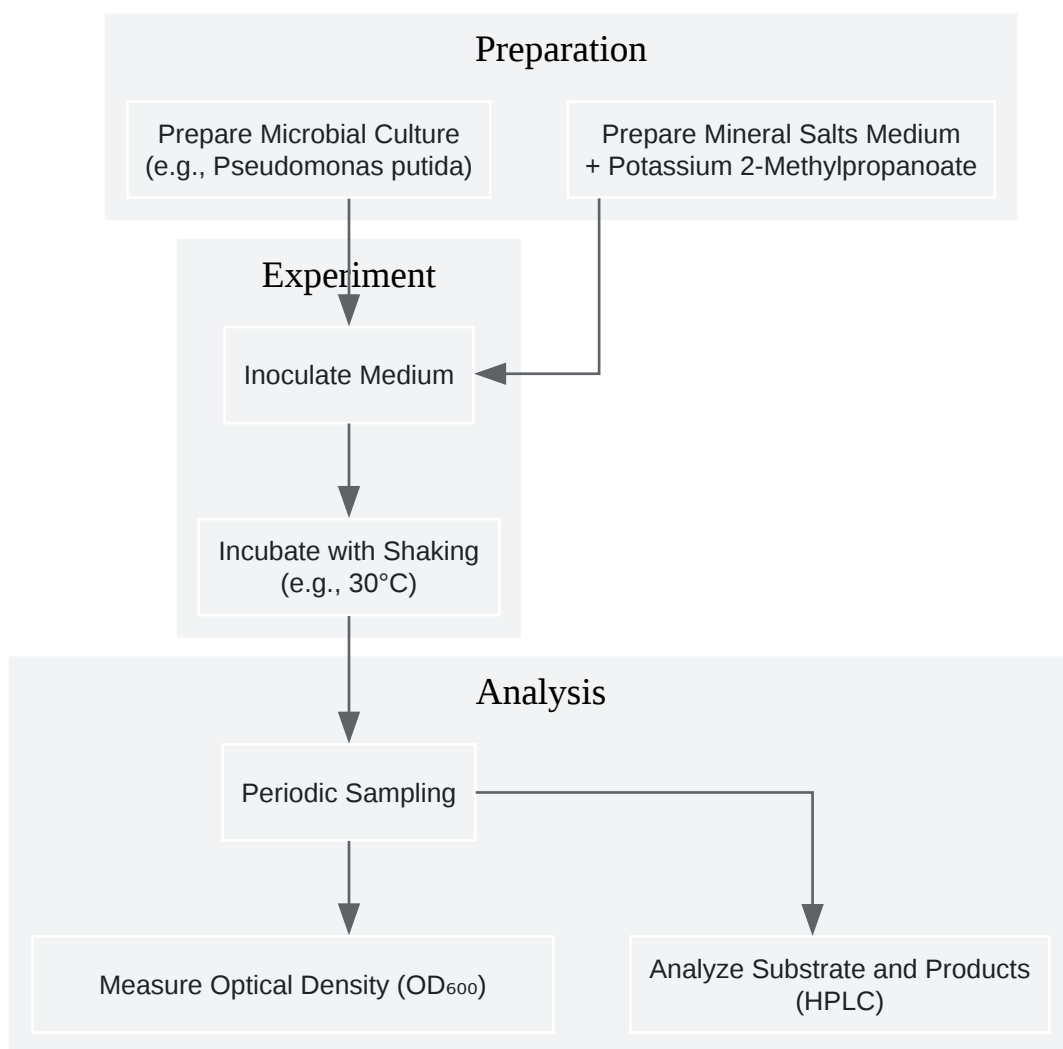 Preparation
Prepare Microbial Culture
(e.g., Pseudomonas putida)
Prepare Mineral Salts Medium
+ Potassium 2-Methylpropanoate
Experiment
Inoculate Medium
Incubate with Shaking
(e.g., 30°C)
Analysis
Periodic Sampling
Measure Optical Density (OD₆₀₀)
Analyze Substrate and Products
(HPLC)